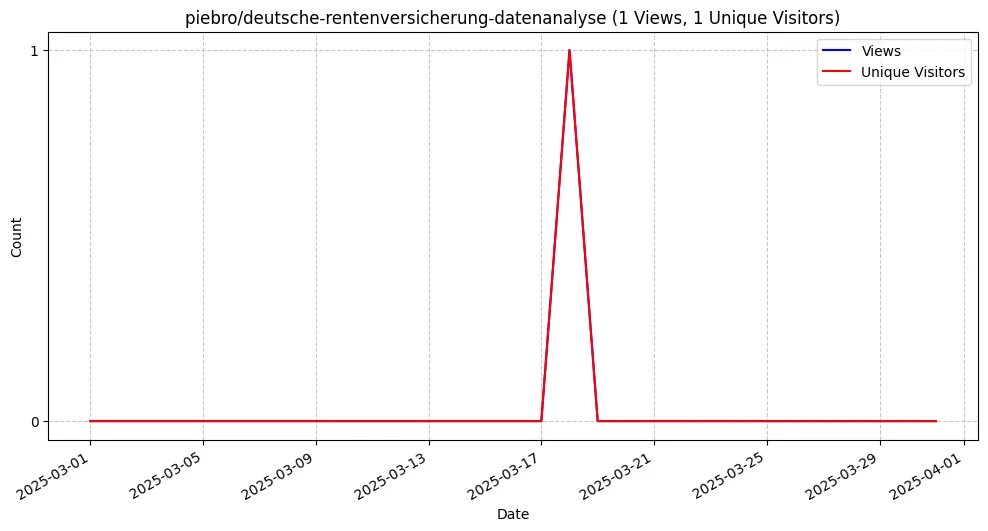 piebro/deutsche-rentenversicherung-datenanalyse (1 Views, 1 Unique Visitors)
Views
Unique Visitors
1
0
Count
2025-03-01
2025-03-05
2025-03-09
2025-03-13
2025-03-17
2025-03-21
2025-03-25
2025-03-29
2025-04-01
Date